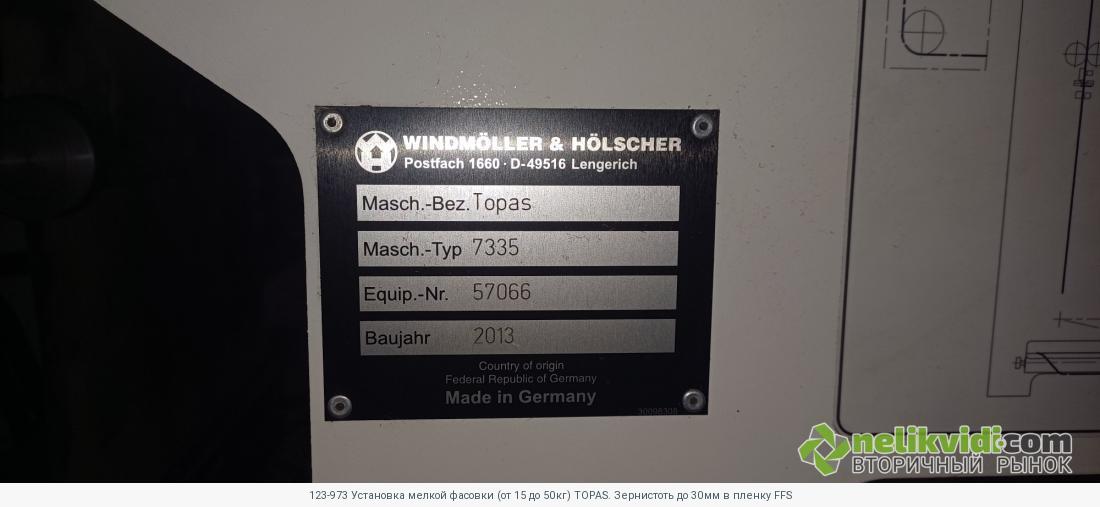 WINDMÖLLER & HÖLSCHER
Postfach 1660 · D-49516 Lengerich
Masch.-Bez. Topas
Masch.-Typ 7335
Equip.-Nr. 57066
Baujahr 2013
Country of origin
Federal Republic of Germany
Made in Germany
30098308
nelikvidi.com
ВТОРИЧНЫЙ РЫНОК
123-973 Установка мелкой фасовки (от 15 до 50кг) TOPAS. Зернистоть до 30мм в пленку FFS